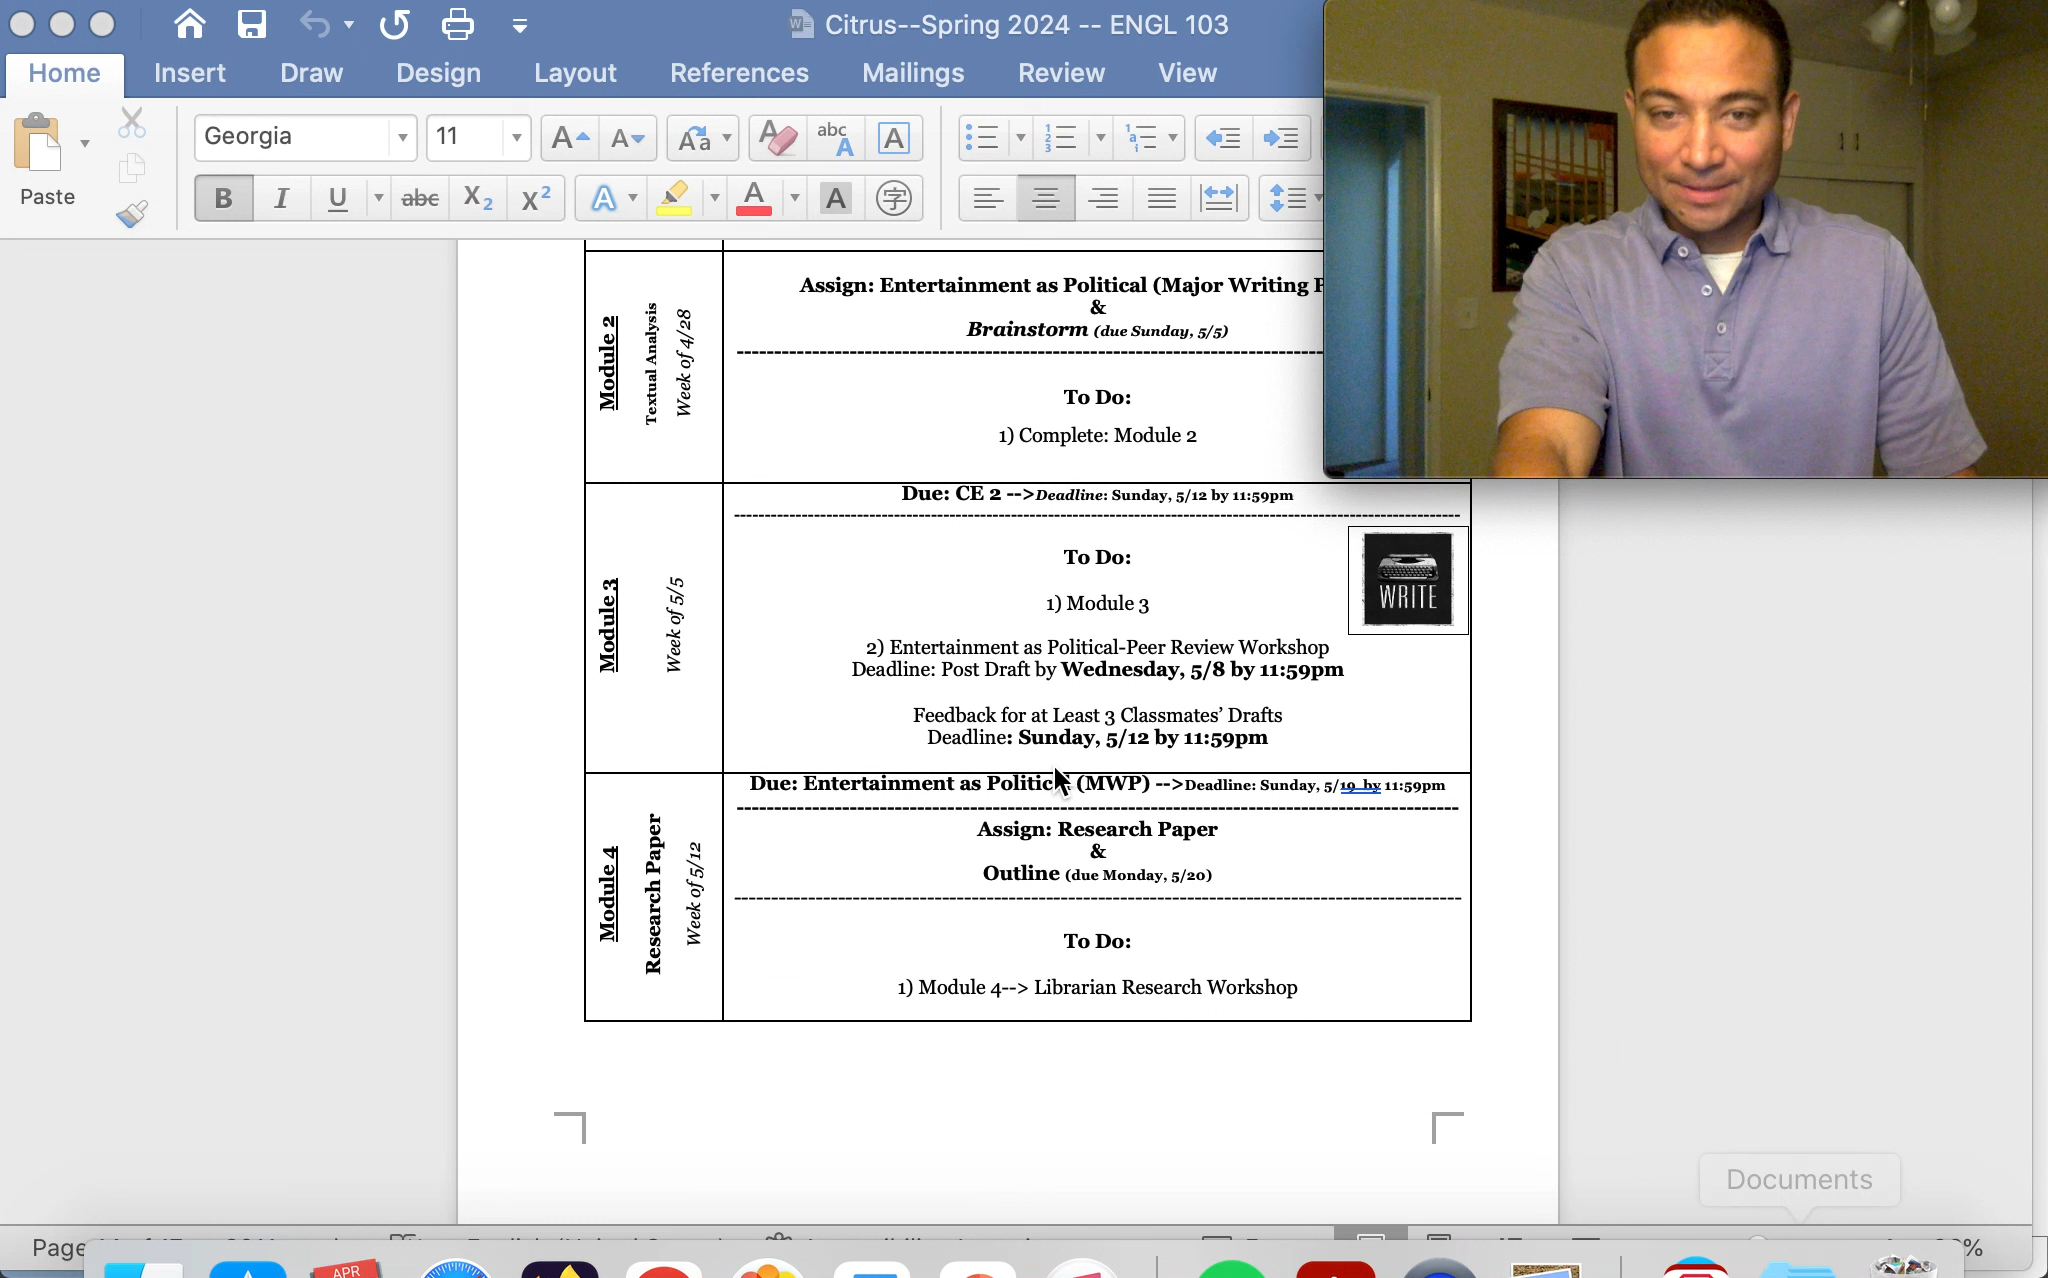 Citrus--Spring 2024 -- ENGL 103
Home Insert Draw Design Layout References Mailings Review View
Paste
Georgia
11
Assign: Entertainment as Political (Major Writing
&
Brainstorm (due Sunday, 5/5)
To Do:
1) Complete: Module 2
Module 2
Textual Analysis
Week of 4/28
Due: CE 2 -->Deadline: Sunday, 5/12 by 11:59pm
To Do:
1) Module 3
2) Entertainment as Political-Peer Review Workshop
Deadline: Post Draft by Wednesday, 5/8 by 11:59pm
Feedback for at Least 3 Classmates’ Drafts
Deadline: Sunday, 5/12 by 11:59pm
Module 3
Week of 5/5
WRITE
Due: Entertainment as Political (MWP) -->Deadline: Sunday, 5/19 by 11:59pm
Assign: Research Paper
&
Outline (due Monday, 5/20)
To Do:
1) Module 4--> Librarian Research Workshop
Module 4
Research Paper
Week of 5/12
Documents
Page
APR